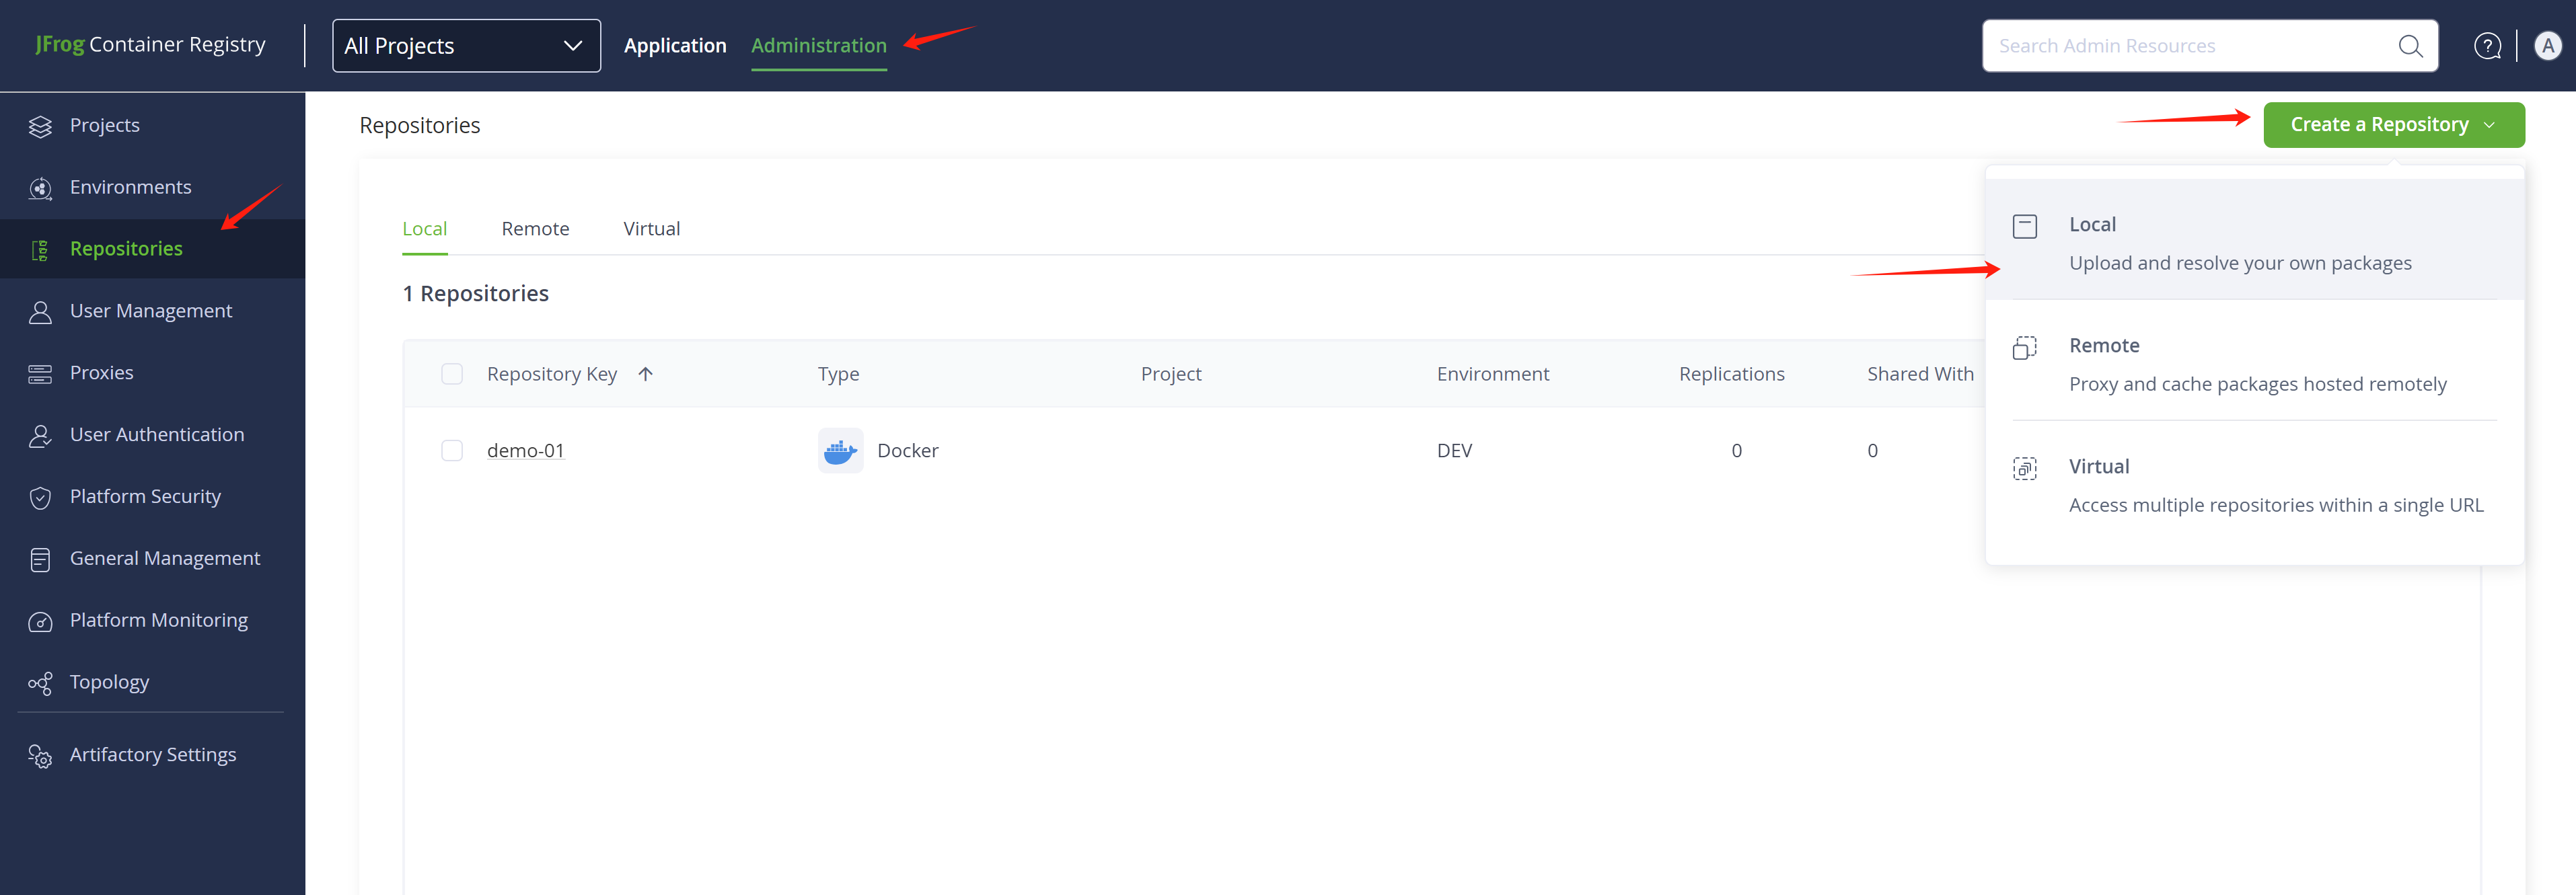 JFrog Container Registry
All Projects
Application
Administration
Search Admin Resources
?
A
Projects
Environments
Repositories
User Management
Proxies
User Authentication
Platform Security
General Management
Platform Monitoring
Topology
Artifactory Settings
Repositories
Create a Repository
Local
Upload and resolve your own packages
Remote
Proxy and cache packages hosted remotely
Virtual
Access multiple repositories within a single URL
Local Remote Virtual
1 Repositories
Repository Key Type Project Environment Replications Shared With
demo-01 Docker DEV 0 0